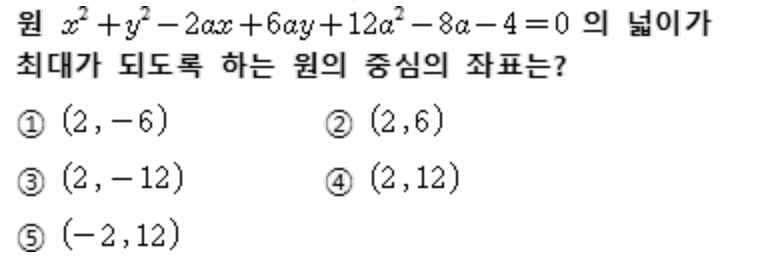 원 x² + y² − 2ax + 6ay + 12a² − 8a − 4 = 0 의 넓이가
최대가 되도록 하는 원의 중심의 좌표는?
① (2, −6) ② (2,6)
③ (2, −12) ④ (2,12)
⑤ (−2,12)